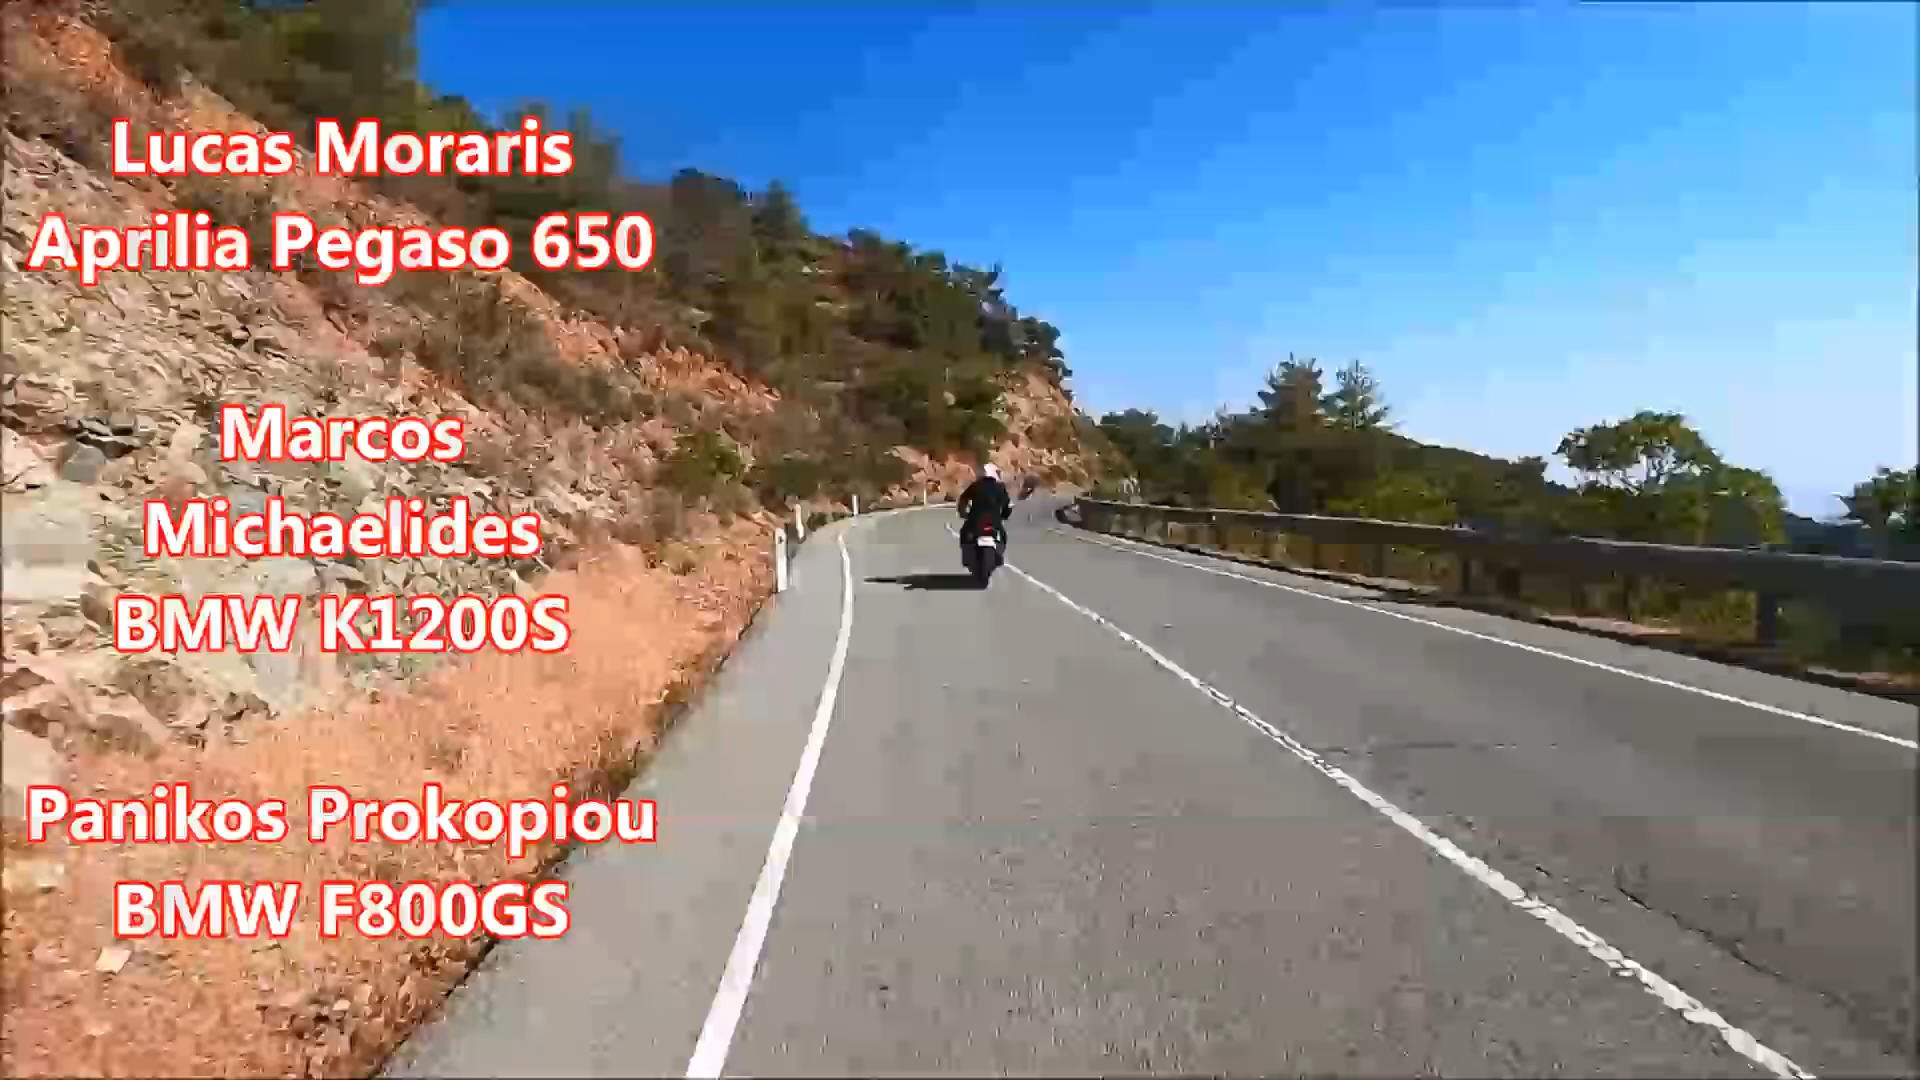 Lucas Moraris
Aprilia Pegaso 650
Marcos
Michaelides
BMW K1200S
Panikos Prokopiou
BMW F800GS